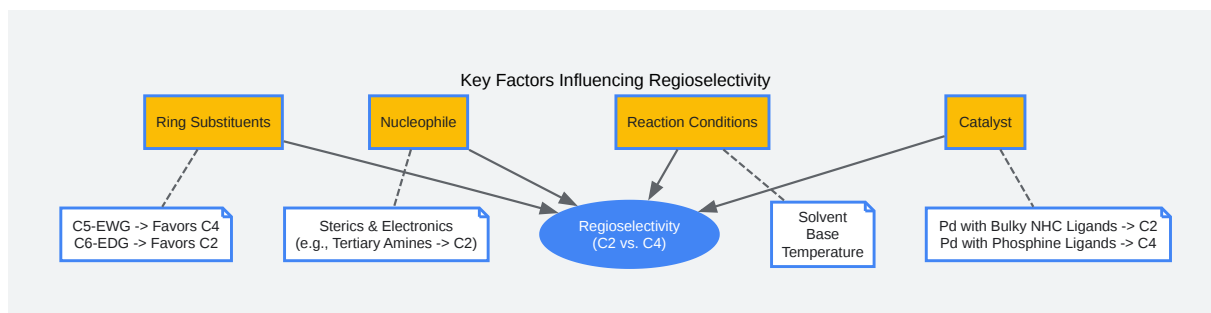 Key Factors Influencing Regioselectivity
Ring Substituents
Nucleophile
Reaction Conditions
Catalyst
C5-EWG -> Favors C4
C6-EDG -> Favors C2
Sterics & Electronics
(e.g., Tertiary Amines -> C2)
Regioselectivity
(C2 vs. C4)
Solvent
Base
Temperature
Pd with Bulky NHC Ligands -> C2
Pd with Phosphine Ligands -> C4